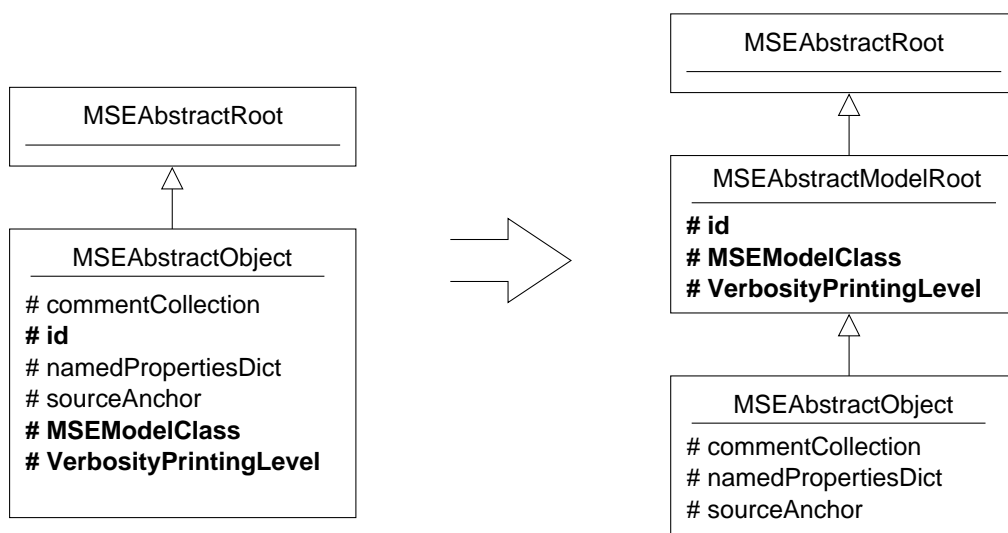 MSEAbstractRoot
MSEAbstractObject
# commentCollection
# id
# namedPropertiesDict
# sourceAnchor
# MSEModelClass
# VerbosityPrintingLevel
MSEAbstractRoot
MSEAbstractModelRoot
# id
# MSEModelClass
# VerbosityPrintingLevel
MSEAbstractObject
# commentCollection
# namedPropertiesDict
# sourceAnchor